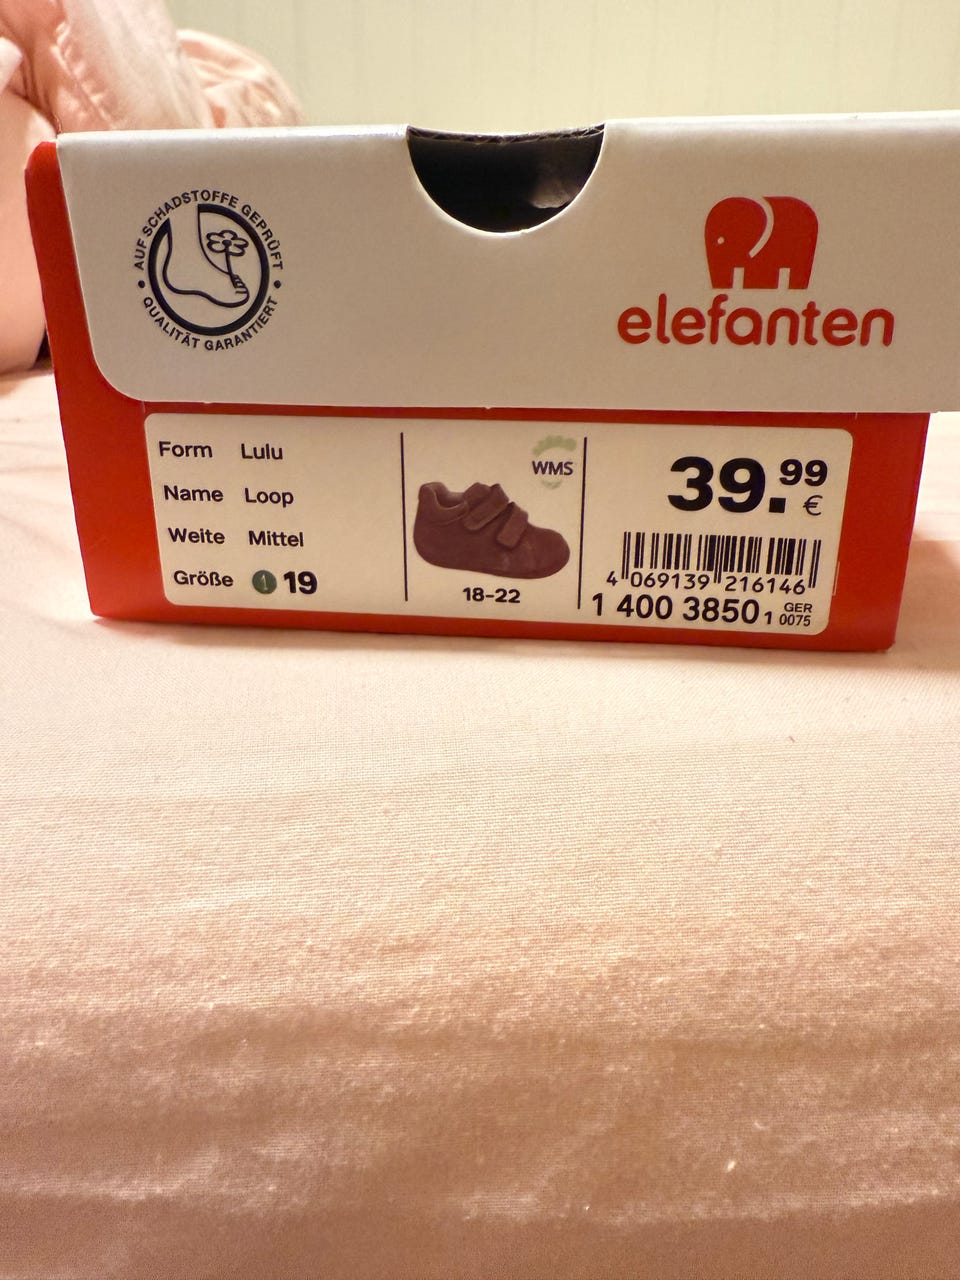 AUF SCHADSTOFFE GEPRÜFT
• QUALITÄT GARANTIERT •
elefanten
Form Lulu
Name Loop
Weite Mittel
Größe 1 19
WMS
18-22
39.99 €
4 069139 216146
1 400 3850 1 GER 0075